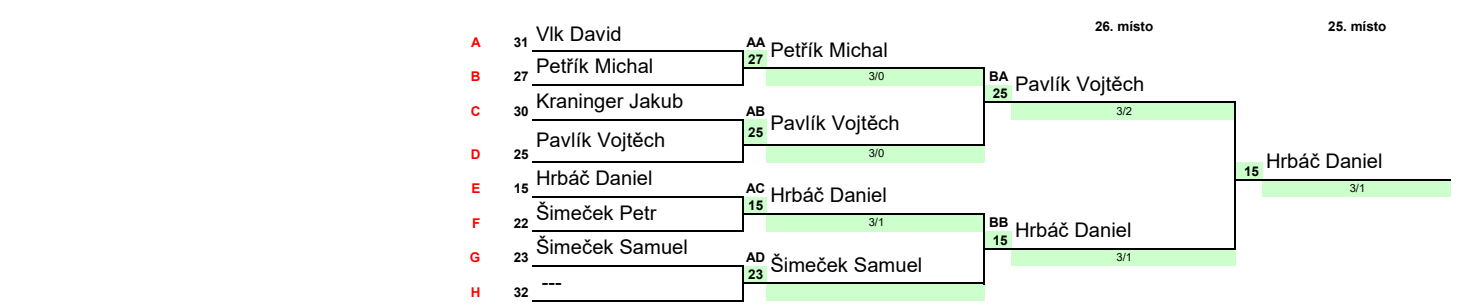 26. místo 25. místo
A 31 Vlk David AA Petřík Michal
27
B 27 Petřík Michal 3/0 BA Pavlík Vojtěch
25
C 30 Kraninger Jakub AB 3/2
25 Pavlík Vojtěch
D 25 Pavlík Vojtěch 3/0
15 Hrbáč Daniel
E 15 Hrbáč Daniel AC Hrbáč Daniel 3/1
15
F 22 Šimeček Petr 3/1 BB Hrbáč Daniel
15
G 23 Šimeček Samuel AD Šimeček Samuel 3/1
23
H 32 ---